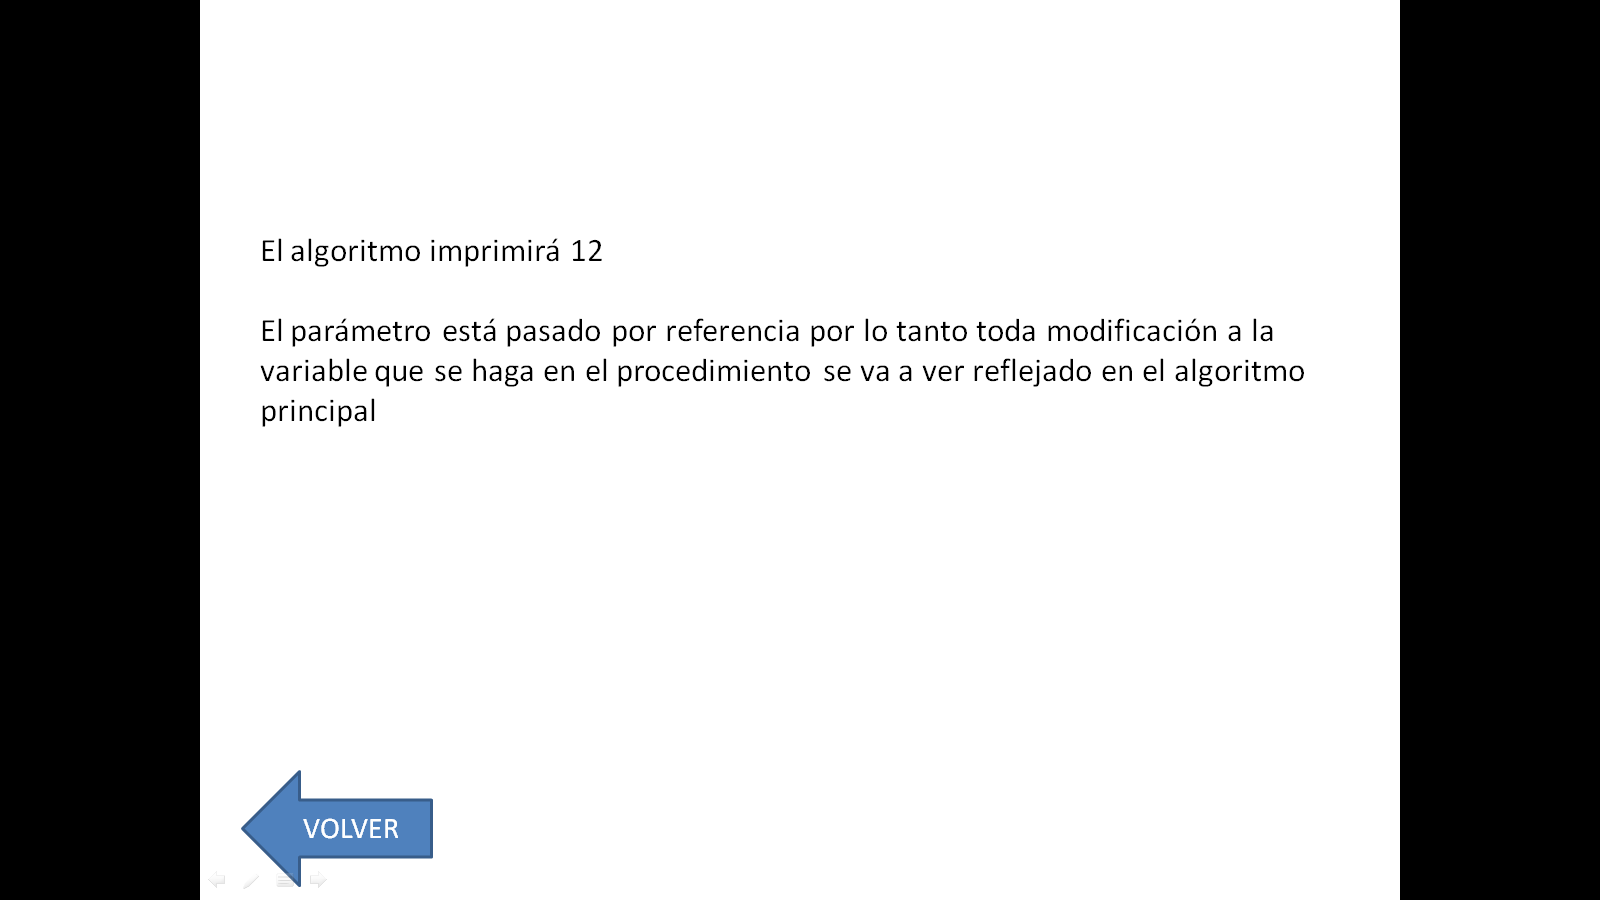 El algoritmo imprimirá 12
El parámetro está pasado por referencia por lo tanto toda modificación a la
variable que se haga en el procedimiento se va a ver reflejado en el algoritmo
principal
VOLVER